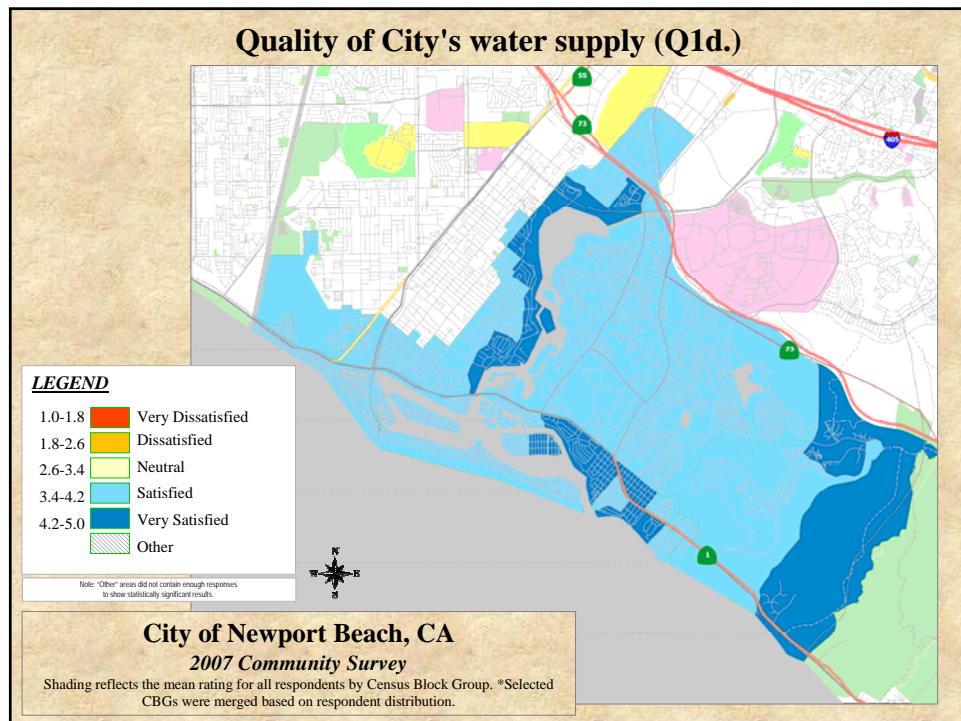 Quality of City's water supply (Q1d.)
55
73
405
73
1
LEGEND
1.0-1.8 Very Dissatisfied
1.8-2.6 Dissatisfied
2.6-3.4 Neutral
3.4-4.2 Satisfied
4.2-5.0 Very Satisfied
Other
Note: "Other" areas did not contain enough responses
to show statistically significant results.
N
W E
S
City of Newport Beach, CA
2007 Community Survey
Shading reflects the mean rating for all respondents by Census Block Group. *Selected
CBGs were merged based on respondent distribution.